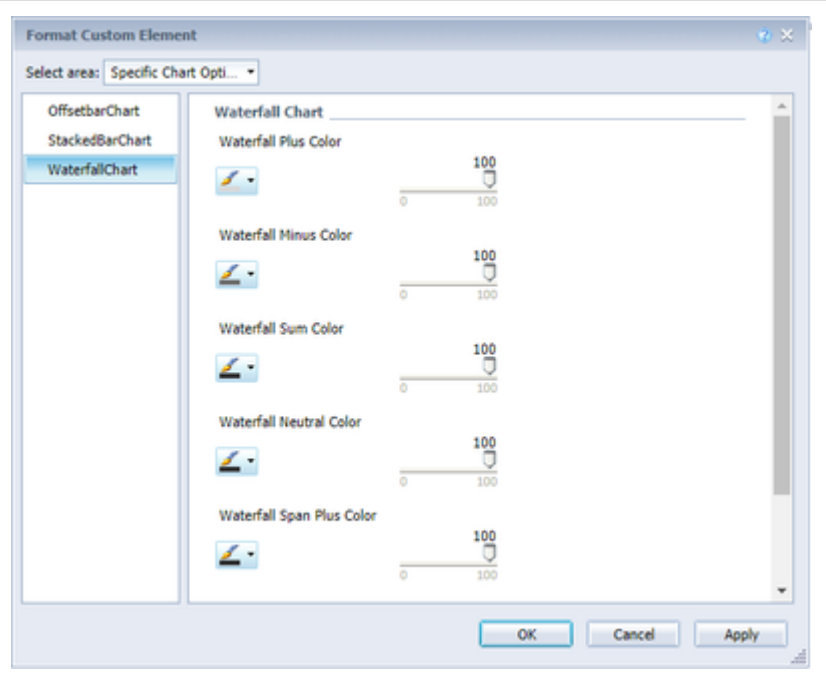 Format Custom Element
Select area: Specific Chart Opti...
OffsetbarChart
StackedBarChart
WaterfallChart
Waterfall Chart
Waterfall Plus Color
100
0 100
Waterfall Minus Color
100
0 100
Waterfall Sum Color
100
0 100
Waterfall Neutral Color
100
0 100
Waterfall Span Plus Color
100
0 100
OK Cancel Apply